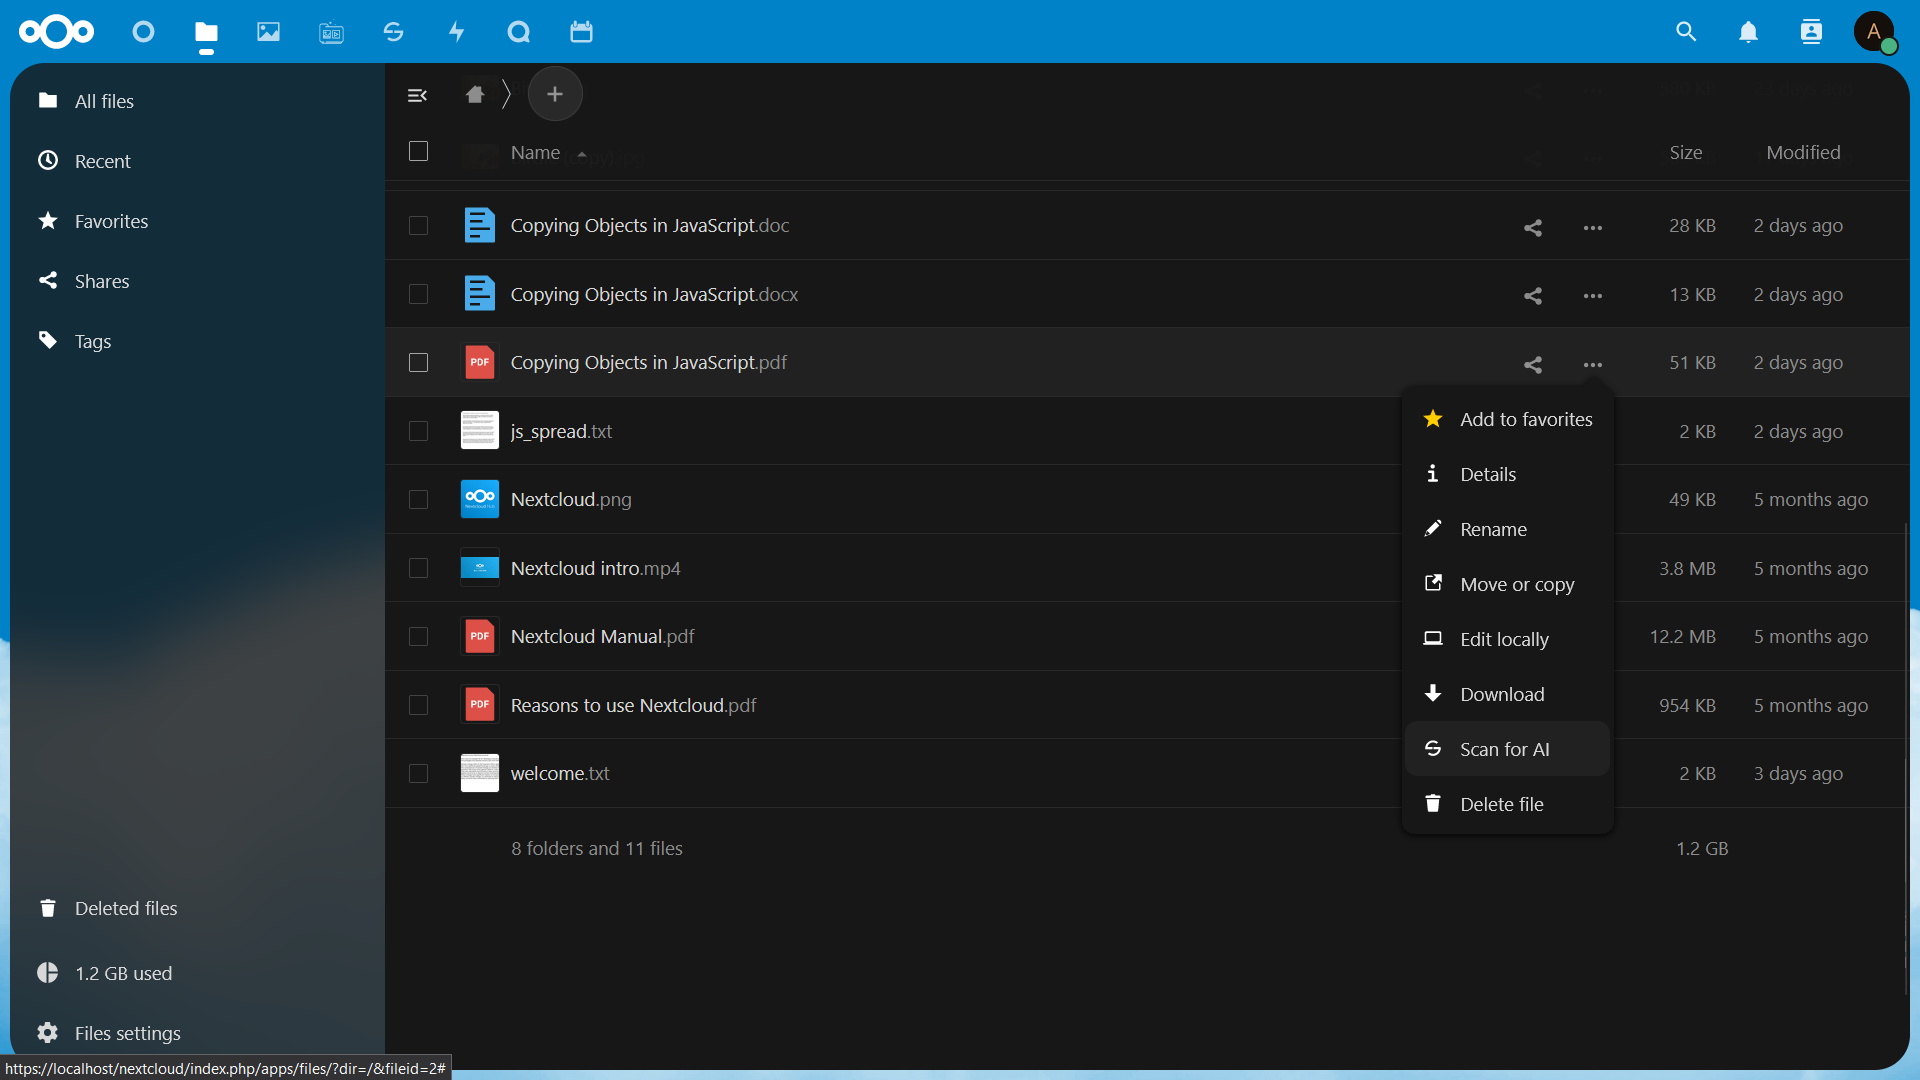 A
All files
Recent
Favorites
Shares
Tags
Name
Size
Modified
Copying Objects in JavaScript.doc
28 KB
2 days ago
Copying Objects in JavaScript.docx
13 KB
2 days ago
PDF
Copying Objects in JavaScript.pdf
51 KB
2 days ago
js_spread.txt
2 KB
2 days ago
Nextcloud.png
49 KB
5 months ago
Nextcloud intro.mp4
3.8 MB
5 months ago
PDF
Nextcloud Manual.pdf
12.2 MB
5 months ago
PDF
Reasons to use Nextcloud.pdf
954 KB
5 months ago
welcome.txt
2 KB
3 days ago
8 folders and 11 files
1.2 GB
Add to favorites
Details
Rename
Move or copy
Edit locally
Download
Scan for AI
Delete file
Deleted files
1.2 GB used
Files settings
https://localhost/nextcloud/index.php/apps/files/?dir=/&fileid=2#